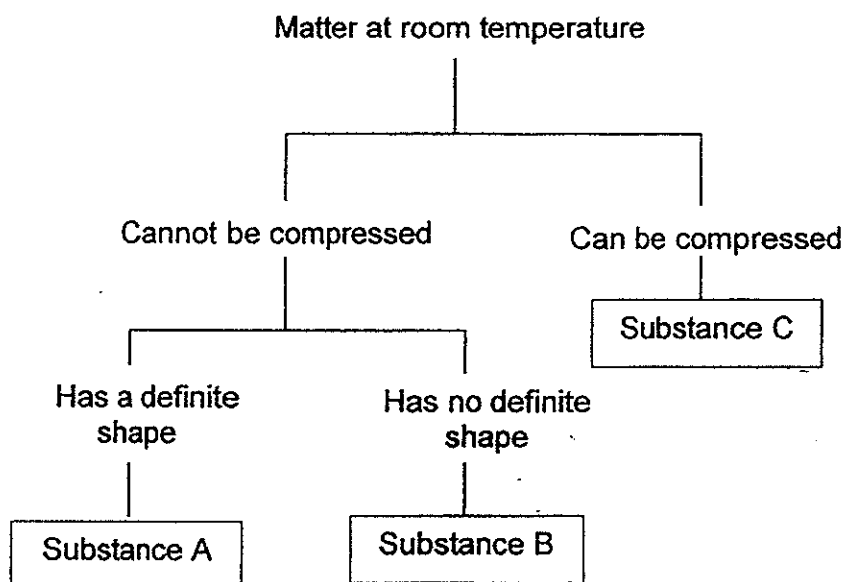 Matter at room temperature
Cannot be compressed
Can be compressed
Substance C
Has a definite
shape
Has no definite
shape
Substance A
Substance B